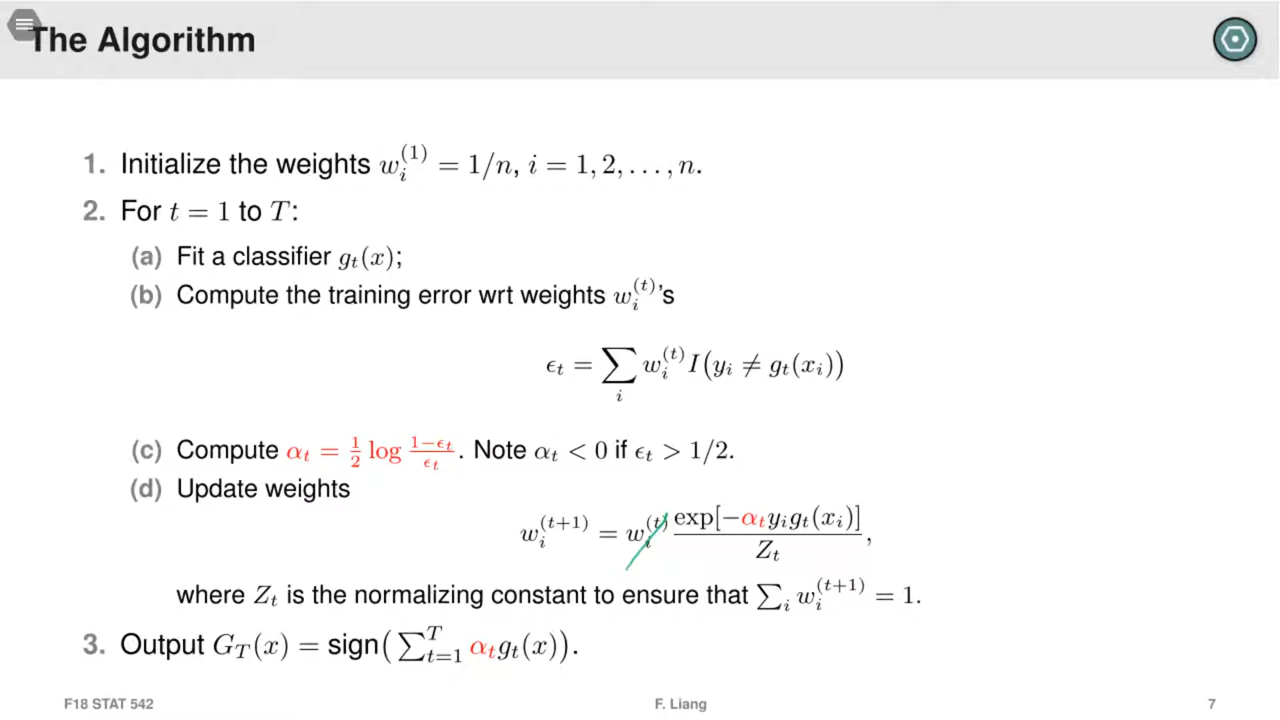 The Algorithm
1. Initialize the weights $w_i^{(1)} = 1/n$, $i = 1, 2, \ldots, n$.
2. For $t = 1$ to $T$:
(a) Fit a classifier $g_t(x)$;
(b) Compute the training error wrt weights $w_i^{(t)}$'s
$\epsilon_t = \sum_i w_i^{(t)} I(y_i \neq g_t(x_i))$
(c) Compute $\alpha_t = \frac{1}{2} \log \frac{1-\epsilon_t}{\epsilon_t}$. Note $\alpha_t < 0$ if $\epsilon_t > 1/2$.
(d) Update weights
$w_i^{(t+1)} = w_i^{(t)} \frac{\exp[-\alpha_t y_i g_t(x_i)]}{Z_t},$
where $Z_t$ is the normalizing constant to ensure that $\sum_i w_i^{(t+1)} = 1$.
3. Output $G_T(x) = \text{sign}(\sum_{t=1}^T \alpha_t g_t(x))$.
F18 STAT 542 F. Liang 7